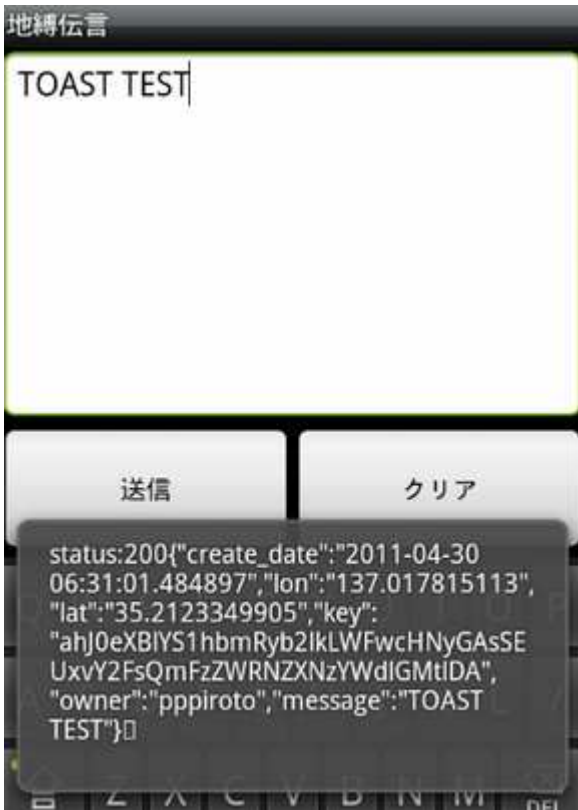 地縛伝言
TOAST TEST
送信
クリア
status:200{"create_date":"2011-04-30
06:31:01.484897","lon":"137.017815113",
"lat":"35.2123349905","key":
"ahJ0eXBlYS1hbmRyb2lkLWFwcHNyGAsSE
UxvY2FsQmFzZWRNZXNzYWdlGMtlDA",
"owner":"pppiroto","message":"TOAST
TEST"}▯
Z X C V B N M DEL